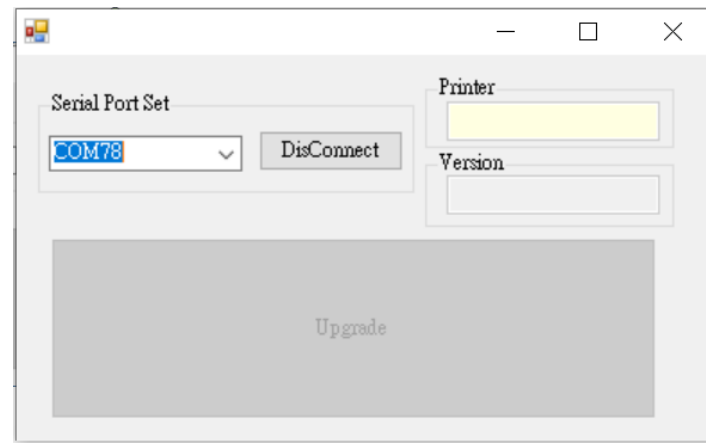 Serial Port Set
COM78
DisConnect
Printer
Version
Upgrade